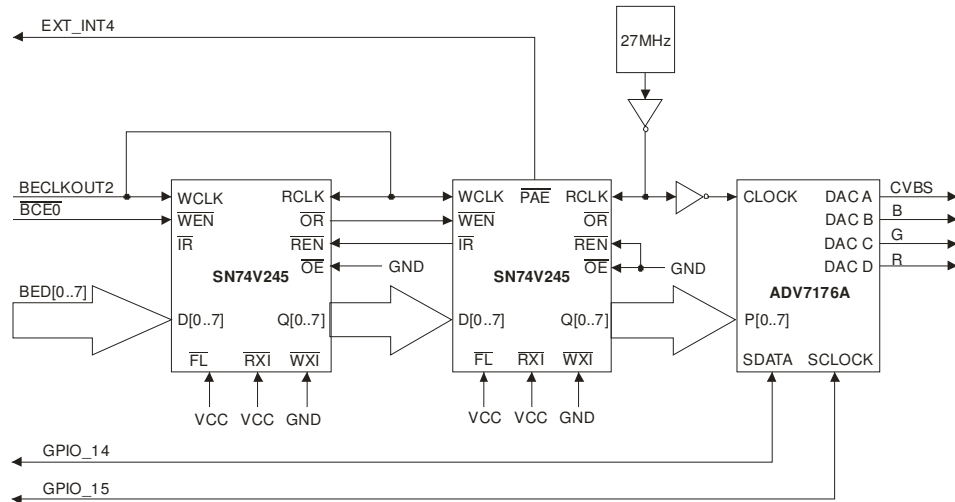 EXT_INT4
27MHz
BECLKOUT2
BCE0
WCLK RCLK
WEN OR
IR REN
OE
SN74V245
GND
BED[0..7]
D[0..7] Q[0..7]
FL RXI WXI
VCC VCC GND
WCLK PAE RCLK
WEN OR
IR REN
OE
SN74V245
GND
D[0..7] Q[0..7]
FL RXI WXI
VCC VCC GND
CLOCK DAC A CVBS
DAC B B
DAC C G
DAC D R
ADV7176A
P[0..7]
SDATA SCLOCK
GPIO_14
GPIO_15